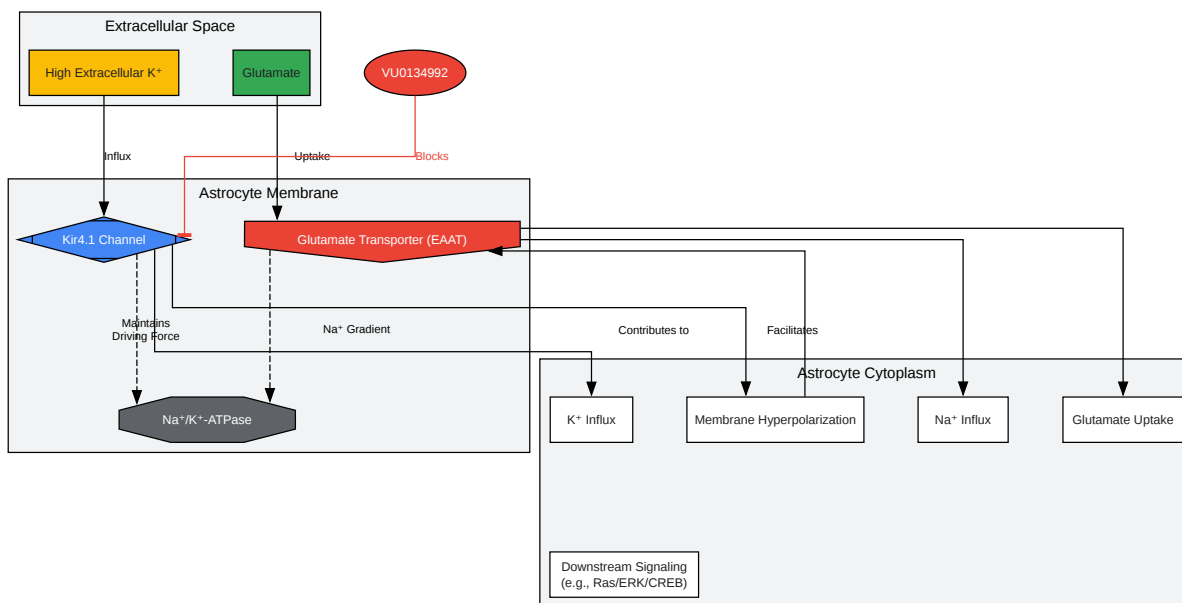 Extracellular Space
High Extracellular K⁺
Glutamate
VU0134992
Influx
Uptake
Blocks
Astrocyte Membrane
Kir4.1 Channel
Glutamate Transporter (EAAT)
Maintains
Driving Force
Na⁺ Gradient
Contributes to
Facilitates
Astrocyte Cytoplasm
Na⁺/K⁺-ATPase
K⁺ Influx
Membrane Hyperpolarization
Na⁺ Influx
Glutamate Uptake
Downstream Signaling
(e.g., Ras/ERK/CREB)